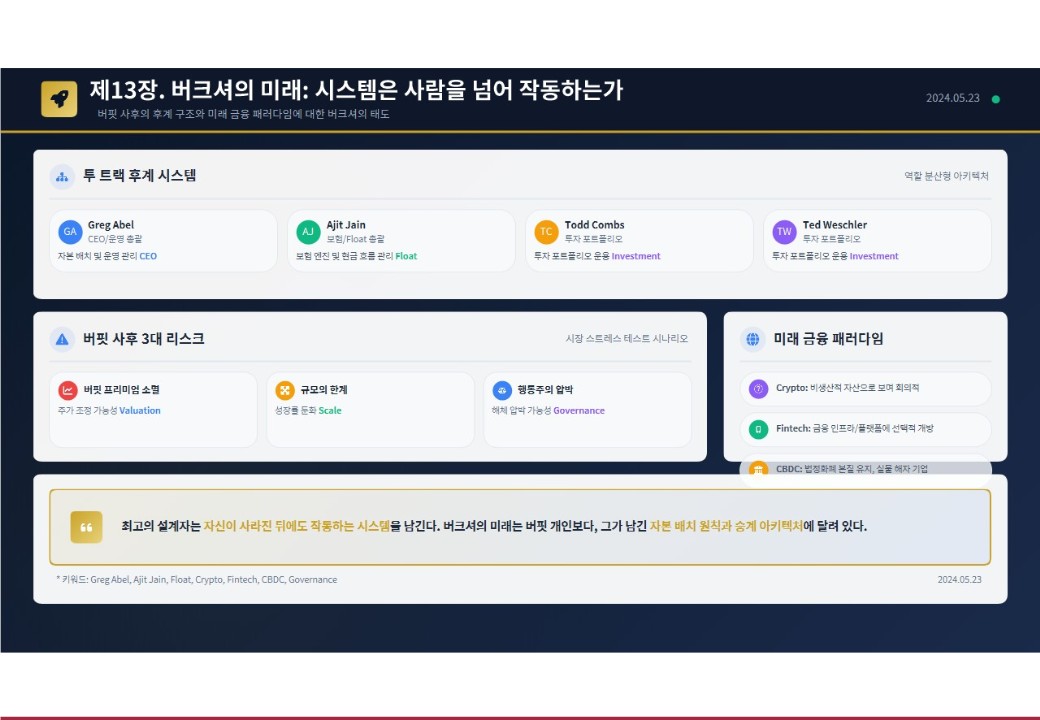 제13장. 버크셔의 미래: 시스템은 사람을 넘어 작동하는가
버핏 사후의 후계 구조와 미래 금융 패러다임에 대한 버크셔의 태도
2024.05.23
투 트랙 후계 시스템
역할 분산형 아키텍처
GA
Greg Abel
CEO/운영 총괄
자본 배치 및 운영 관리 CEO
AJ
Ajit Jain
보험/Float 총괄
보험 엔진 및 현금 흐름 관리 Float
TC
Todd Combs
투자 포트폴리오
투자 포트폴리오 운용 Investment
TW
Ted Weschler
투자 포트폴리오
투자 포트폴리오 운용 Investment
버핏 사후 3대 리스크
시장 스트레스 테스트 시나리오
버핏 프리미엄 소멸
주가 조정 가능성 Valuation
규모의 한계
성장률 둔화 Scale
행동주의 압박
해체 압박 가능성 Governance
미래 금융 패러다임
Crypto: 비생산적 자산으로 보며 회의적
Fintech: 금융 인프라/플랫폼에 선택적 개방
CBDC: 법정화폐 본질 유지, 실물 해자 기업
최고의 설계자는 자신이 사라진 뒤에도 작동하는 시스템을 남긴다. 버크셔의 미래는 버핏 개인보다, 그가 남긴 자본 배치 원칙과 승계 아키텍처에 달려 있다.
* 키워드: Greg Abel, Ajit Jain, Float, Crypto, Fintech, CBDC, Governance
2024.05.23